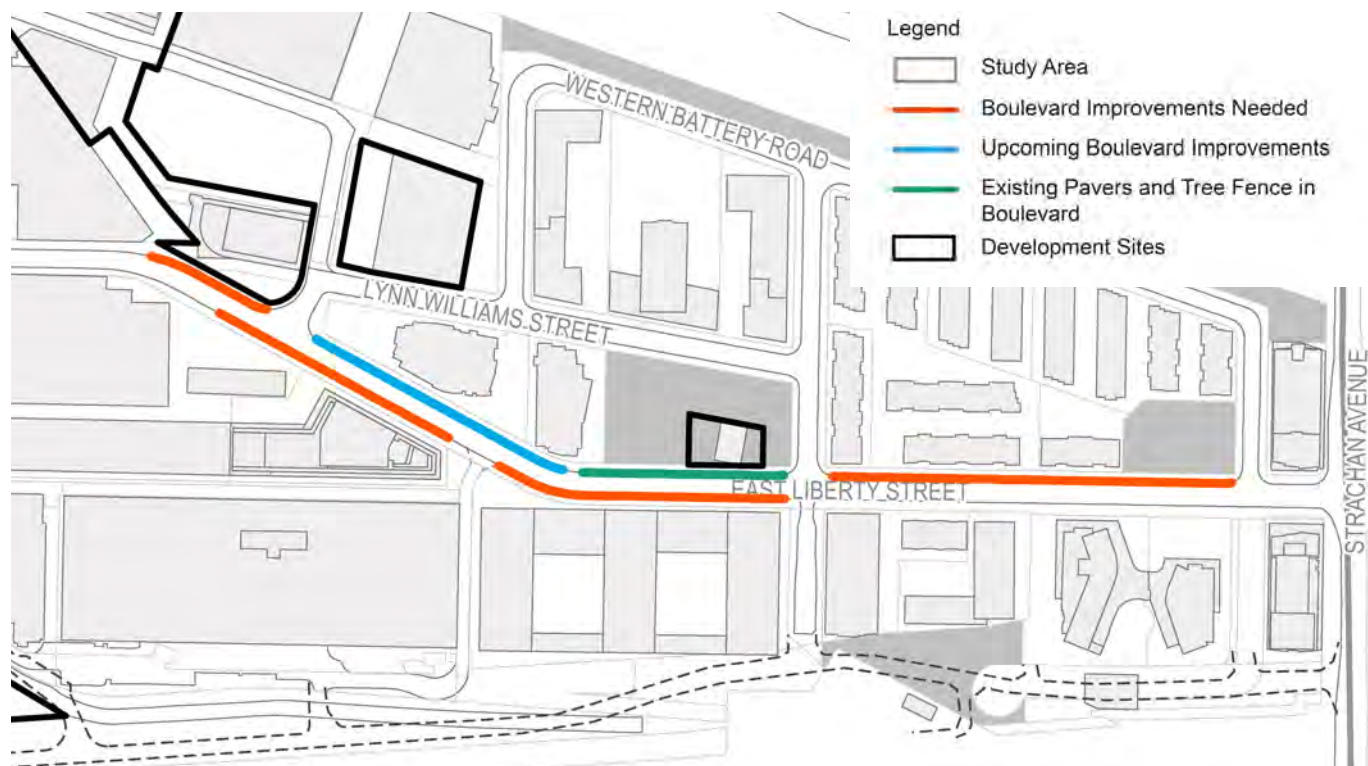 Legend
Study Area
Boulevard Improvements Needed
Upcoming Boulevard Improvements
Existing Pavers and Tree Fence in
Boulevard
Development Sites
WESTERN BATTERY ROAD
LYNN WILLIAMS STREET
EAST LIBERTY STREET
STRACHAN AVENUE